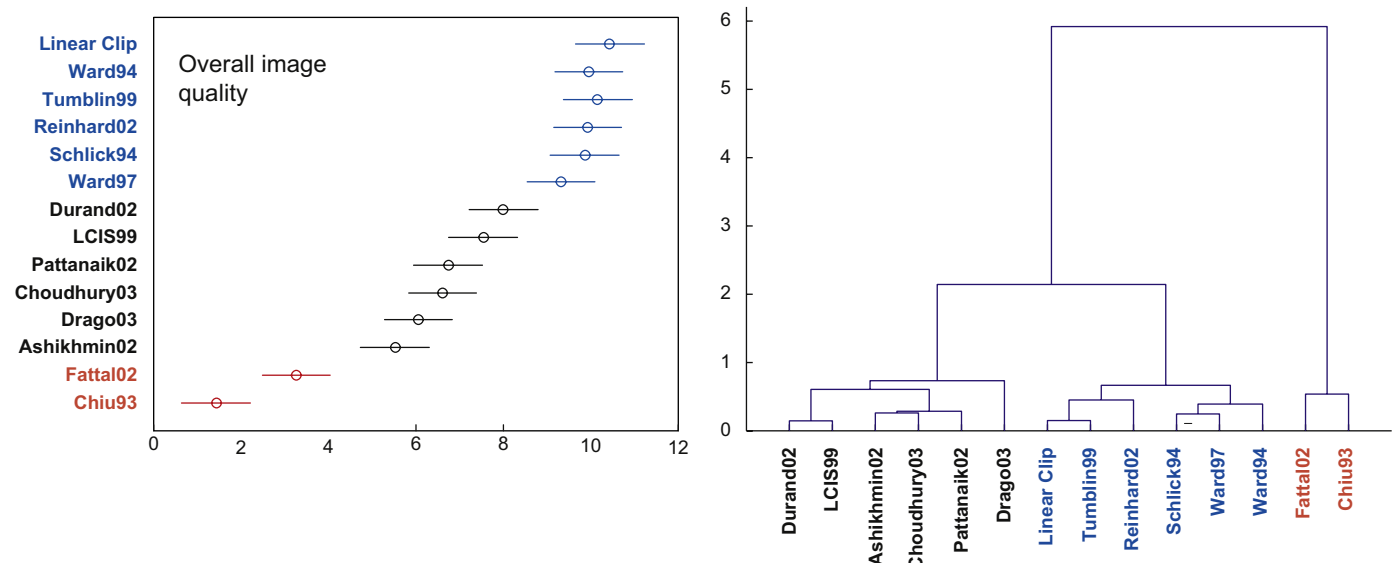 Overall image
quality
Linear Clip
Ward94
Tumblin99
Reinhard02
Schlick94
Ward97
Durand02
LCIS99
Pattanaik02
Choudhury03
Drago03
Ashikhmin02
Fattal02
Chiu93
0 2 4 6 8 10 12
6
5
4
3
2
1
0
Durand02
LCIS99
Ashikhmin02
Choudhury03
Pattanaik02
Drago03
Linear Clip
Tumblin99
Reinhard02
Schlick94
Ward97
Ward94
Fattal02
Chiu93